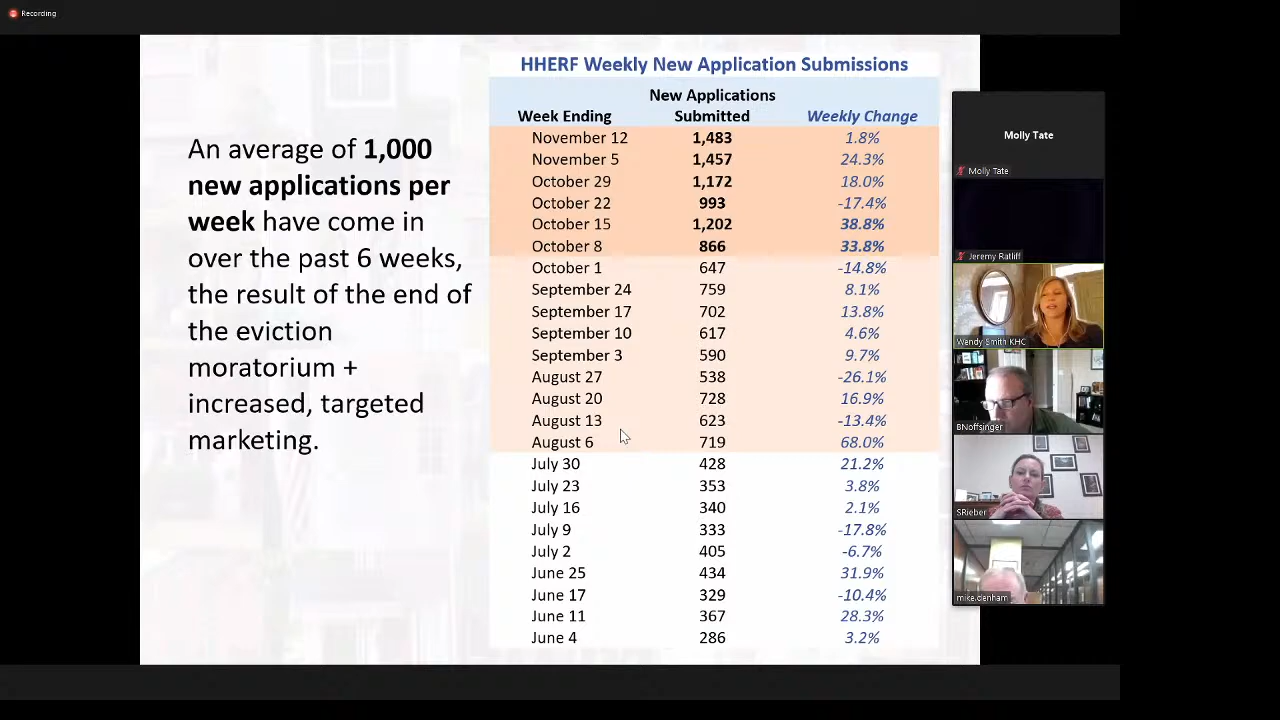 Recording
An average of 1,000
new applications per
week have come in
over the past 6 weeks,
the result of the end of
the eviction
moratorium +
increased, targeted
marketing.
HHERF Weekly New Application Submissions
Week Ending New Applications Submitted Weekly Change
November 12 1,483 1.8%
November 5 1,457 24.3%
October 29 1,172 18.0%
October 22 993 -17.4%
October 15 1,202 38.8%
October 8 866 33.8%
October 1 647 -14.8%
September 24 759 8.1%
September 17 702 13.8%
September 10 617 4.6%
September 3 590 9.7%
August 27 538 -26.1%
August 20 728 16.9%
August 13 623 -13.4%
August 6 719 68.0%
July 30 428 21.2%
July 23 353 3.8%
July 16 340 2.1%
July 9 333 -17.8%
July 2 405 -6.7%
June 25 434 31.9%
June 17 329 -10.4%
June 11 367 28.3%
June 4 286 3.2%
Molly Tate
Molly Tate
Jeremy Ratliff
Wendy Smith KHC
BNoffsinger
SRieber
mike.denham